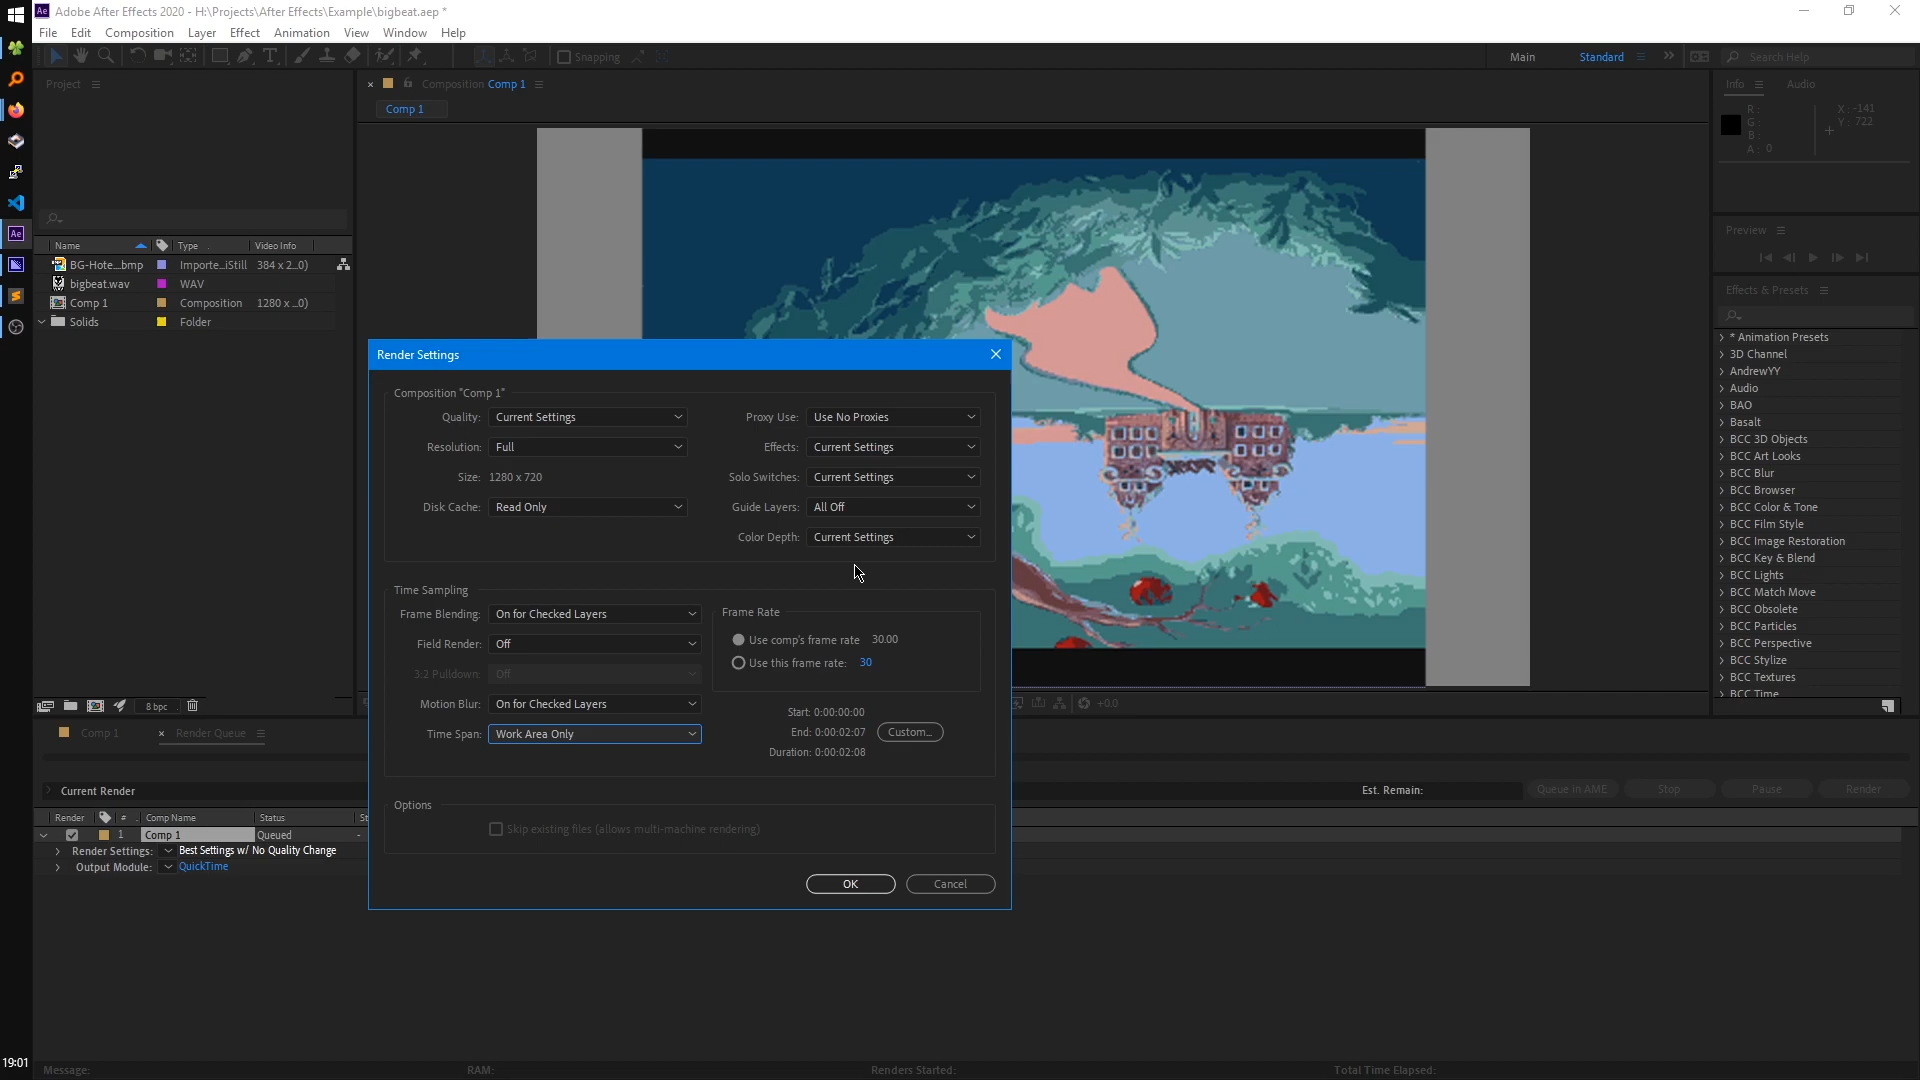 Ae Adobe After Effects 2020 - H:\Projects\After Effects\Example\bigbeat.aep *
File Edit Composition Layer Effect Animation View Window Help
Snapping Main Standard Search Help
Project
Composition Comp 1
Comp 1
Info Audio
R : X : -141
G : Y : 722
B :
A : 0
Preview
Effects & Presets
Name Type Video Info
BG-Hote...bmp Importe...iStill 384 x 2...0)
bigbeat.wav WAV
Comp 1 Composition 1280 x ...0)
Solids Folder
* Animation Presets
3D Channel
AndrewYY
Audio
BAO
Basalt
BCC 3D Objects
BCC Art Looks
BCC Blur
BCC Browser
BCC Color & Tone
BCC Film Style
BCC Image Restoration
BCC Key & Blend
BCC Lights
BCC Match Move
BCC Obsolete
BCC Particles
BCC Perspective
BCC Stylize
BCC Textures
BCC Time
Render Settings
Composition "Comp 1"
Quality: Current Settings Proxy Use: Use No Proxies
Resolution: Full Effects: Current Settings
Size: 1280 x 720 Solo Switches: Current Settings
Disk Cache: Read Only Guide Layers: All Off
Color Depth: Current Settings
Time Sampling
Frame Blending: On for Checked Layers Frame Rate
Field Render: Off Use comp's frame rate 30.00
3:2 Pulldown: Off Use this frame rate: 30
Motion Blur: On for Checked Layers Start: 0:00:00:00
Time Span: Work Area Only End: 0:00:02:07 Custom...
Duration: 0:00:02:08
Options
Skip existing files (allows multi-machine rendering)
OK Cancel
8 bpc +0.0
Comp 1 Render Queue
Current Render Est. Remain: Queue in AME Stop Pause Render
Render # Comp Name Status St
1 Comp 1 Queued -
Render Settings: Best Settings w/ No Quality Change
Output Module: QuickTime
Ae
19:01
Message: RAM: Renders Started: Total Time Elapsed: